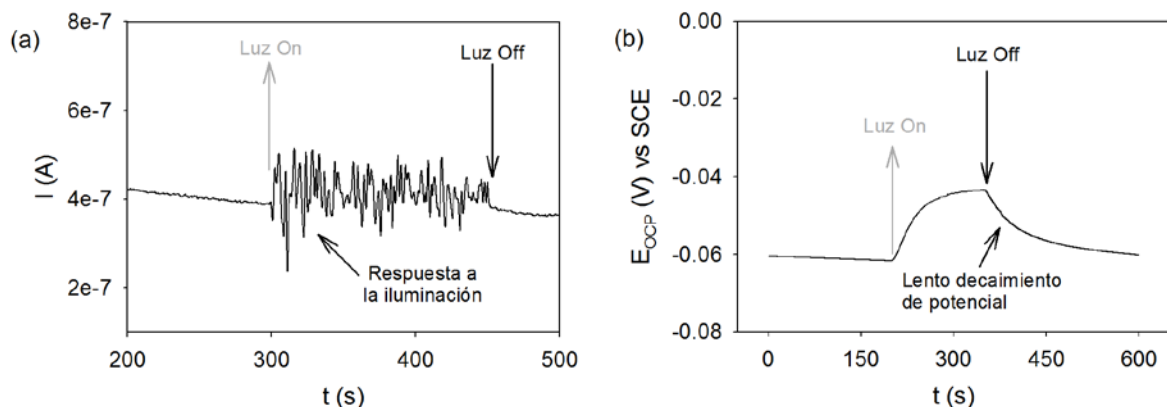 (a)
8e-7
6e-7
4e-7
2e-7
I (A)
Luz On
Luz Off
Respuesta a
la iluminación
200
300
400
500
t (s)
(b)
0.00
-0.02
-0.04
-0.06
-0.08
E_OCP (V) vs SCE
Luz On
Luz Off
Lento decaimiento
de potencial
0
150
300
450
600
t (s)